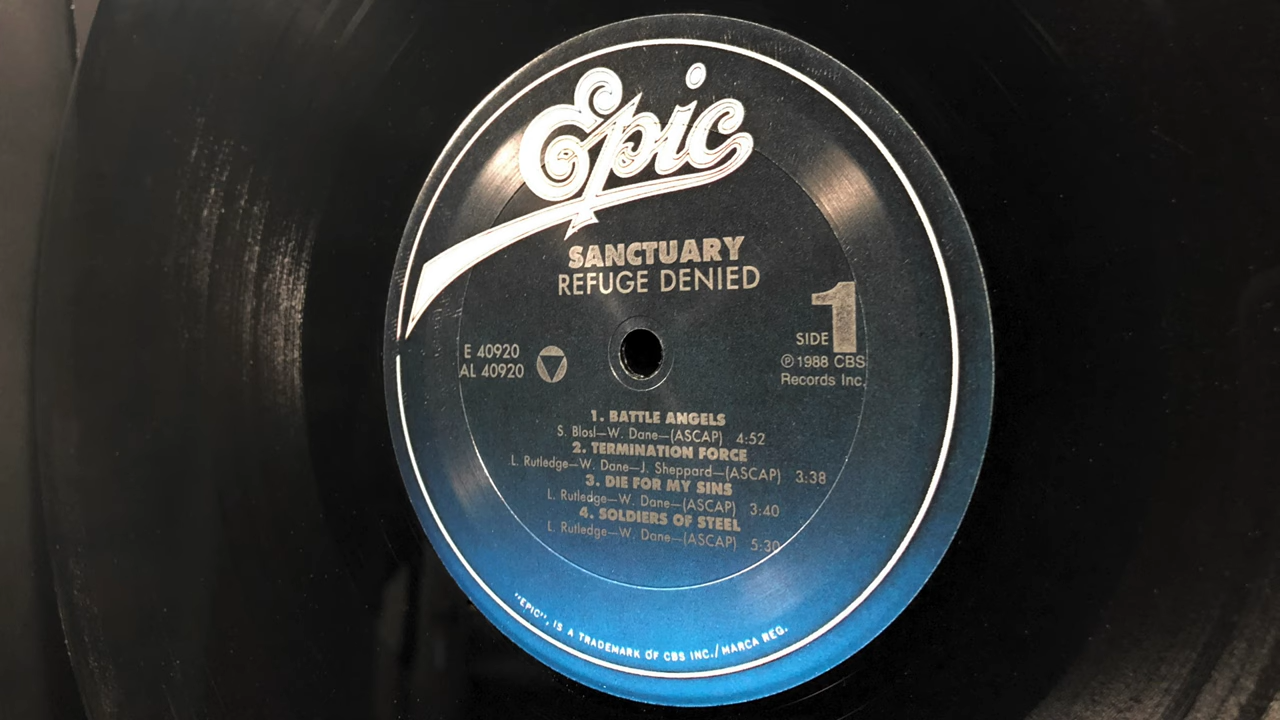 Epic
SANCTUARY
REFUGE DENIED
SIDE 1
E 40920
AL 40920
℗ 1988 CBS
Records Inc.
1. BATTLE ANGELS
S. Blosl—W. Dane—(ASCAP) 4:52
2. TERMINATION FORCE
L. Rutledge—W. Dane—J. Sheppard—(ASCAP) 3:38
3. DIE FOR MY SINS
L. Rutledge—W. Dane—(ASCAP) 3:40
4. SOLDIERS OF STEEL
L. Rutledge—W. Dane—(ASCAP) 5:30
"EPIC", IS A TRADEMARK OF CBS INC./MARCA REG.